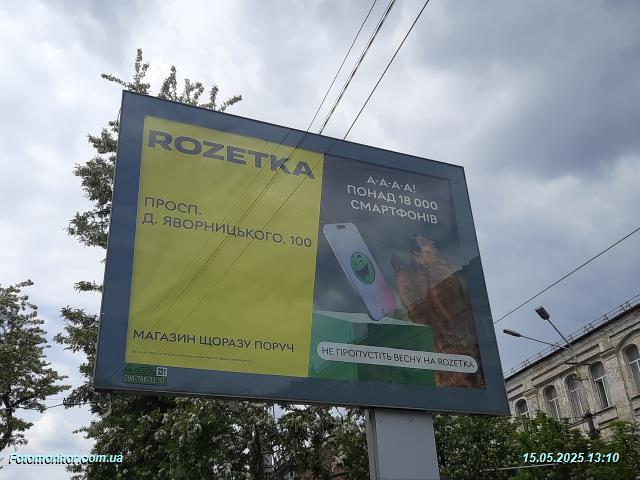 ROZETKA
ПРОСП.
Д. ЯВОРНИЦЬКОГО, 100
МАГАЗИН ЩОРАЗУ ПОРУЧ
А-А-А-А!
ПОНАД 18 000
СМАРТФОНІВ
НЕ ПРОПУСТІТЬ ВЕСНУ НА ROZETKA
221
Fotomonitor.com.ua
15.05.2025 13:10